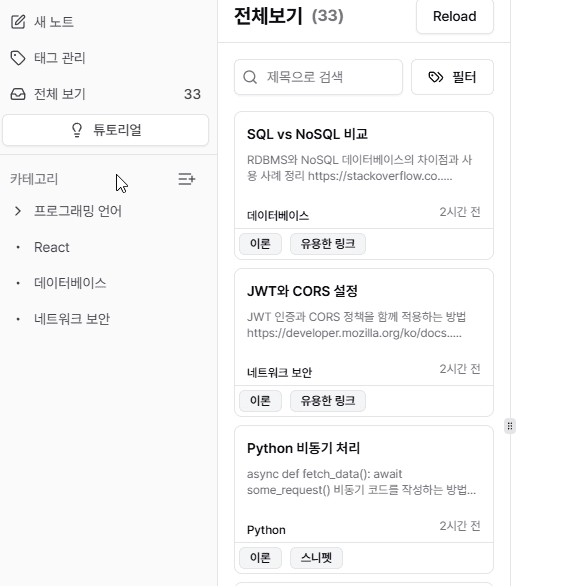 새 노트
태그 관리
전체 보기 33
튜토리얼
카테고리
프로그래밍 언어
React
데이터베이스
네트워크 보안
전체보기 (33)
Reload
제목으로 검색
필터
SQL vs NoSQL 비교
RDBMS와 NoSQL 데이터베이스의 차이점과 사
용 사례 정리 https://stackoverflow.co.....
데이터베이스 2시간 전
이론 유용한 링크
JWT와 CORS 설정
JWT 인증과 CORS 정책을 함께 적용하는 방법
https://developer.mozilla.org/ko/docs.....
네트워크 보안 2시간 전
이론 유용한 링크
Python 비동기 처리
async def fetch_data(): await
some_request() 비동기 코드를 작성하는 방법...
Python 2시간 전
이론 스니펫